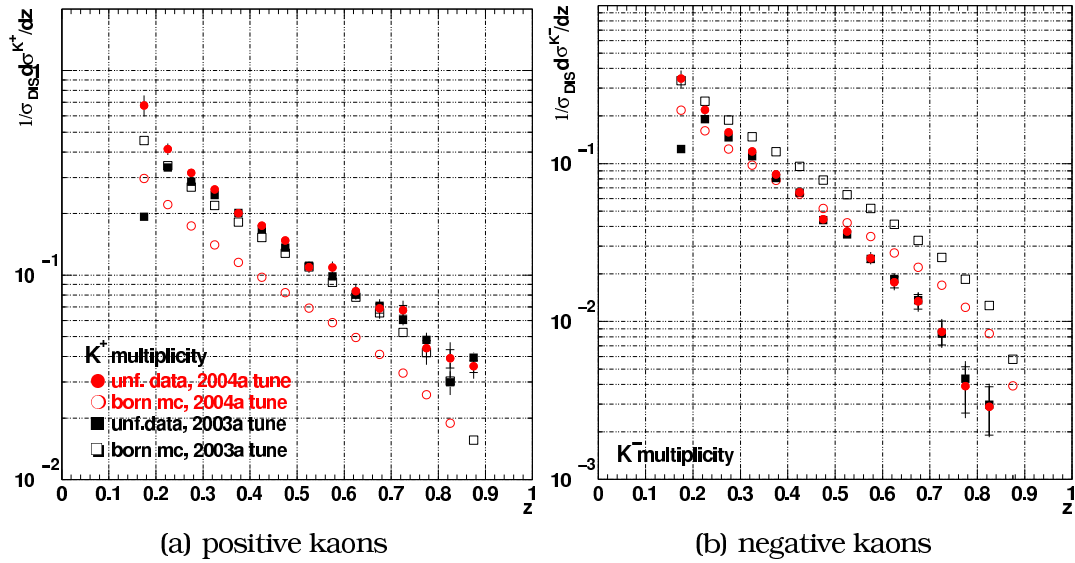 1/σ DIS dσ^K+/dz
1
10^−1
10^−2
K^+ multiplicity
unf. data, 2004a tune
born mc, 2004a tune
unf.data, 2003a tune
born mc, 2003a tune
0 0.1 0.2 0.3 0.4 0.5 0.6 0.7 0.8 0.9 1
z
(a) positive kaons
1/σ DIS dσ^K−/dz
10^−1
10^−2
10^−3
K^− multiplicity
0 0.1 0.2 0.3 0.4 0.5 0.6 0.7 0.8 0.9 1
z
(b) negative kaons